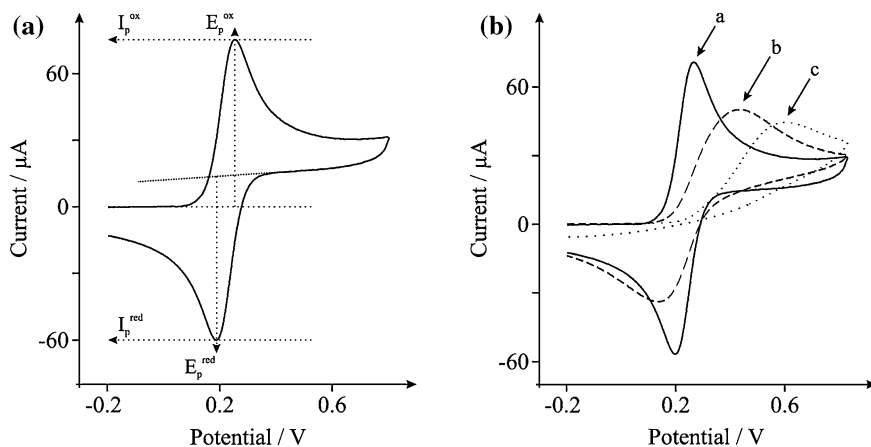 (a)
I_p^ox
E_p^ox
60
0
-60
Current / μA
I_p^red
E_p^red
-0.2
0.2
0.6
Potential / V
(b)
a
b
c
60
0
-60
Current / μA
-0.2
0.2
0.6
Potential / V